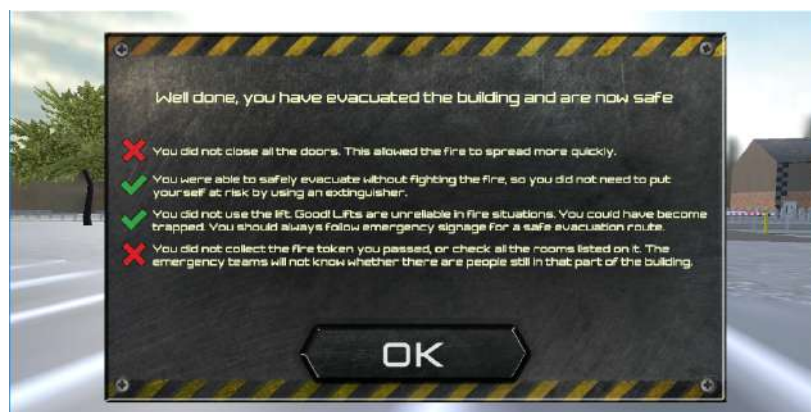 Well done, you have evacuated the building and are now safe
You did not close all the doors. This allowed the fire to spread more quickly.
You were able to safely evacuate without fighting the fire, so you did not need to put
yourself at risk by using an extinguisher.
You did not use the lift. Good! Lifts are unreliable in fire situations. You could have become
trapped. You should always follow emergency signage for a safe evacuation route.
You did not collect the fire token you passed, or check all the rooms listed on it. The
emergency teams will not know whether there are people still in that part of the building.
OK